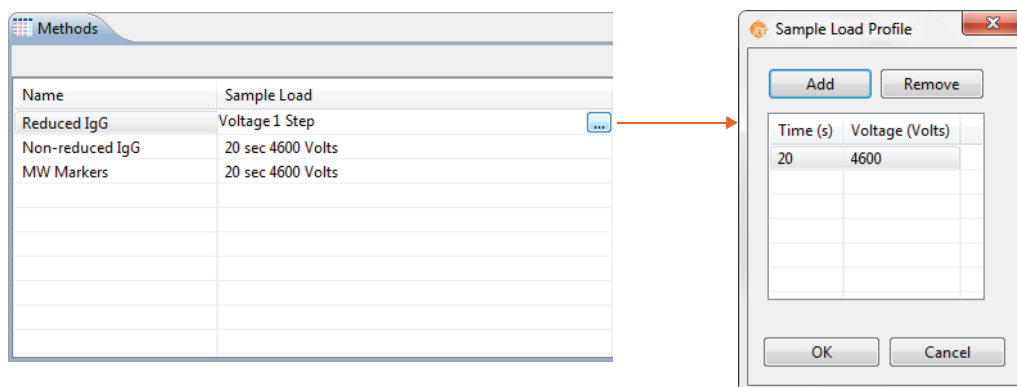 Methods
Name Sample Load
Reduced IgG Voltage 1 Step ...
Non-reduced IgG 20 sec 4600 Volts
MW Markers 20 sec 4600 Volts
Sample Load Profile
Add Remove
Time (s) Voltage (Volts)
20 4600
OK Cancel